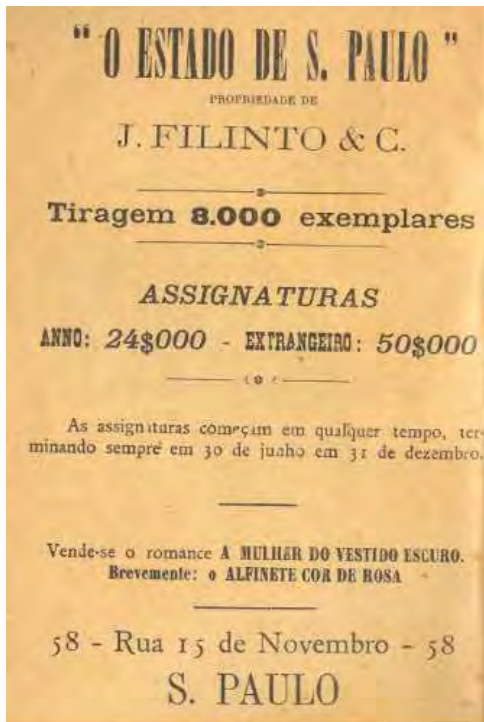 " O ESTADO DE S. PAULO "
PROPRIEDADE DE
J. FILINTO & C.
Tiragem 8.000 exemplares
ASSIGNATURAS
ANNO: 24$000 - EXTRANGEIRO: 50$000
As assignaturas começam em qualquer tempo, ter-
minando sempre em 30 de junho em 31 de dezembro.
Vende-se o romance A MULHER DO VESTIDO ESCURO.
Brevemente: o ALFINETE COR DE ROSA
58 - Rua 15 de Novembro - 58
S. PAULO